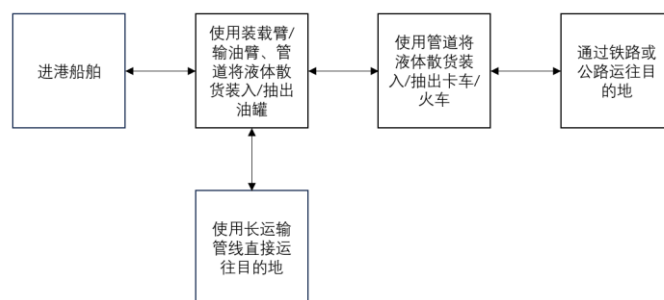 进港船舶
使用装载臂/
输油臂、管
道将液体散
货装入/抽出
油罐
使用管道将
液体散货装
入/抽出卡车/
火车
通过铁路或
公路运往目
的地
使用长运输
管线直接运
往目的地